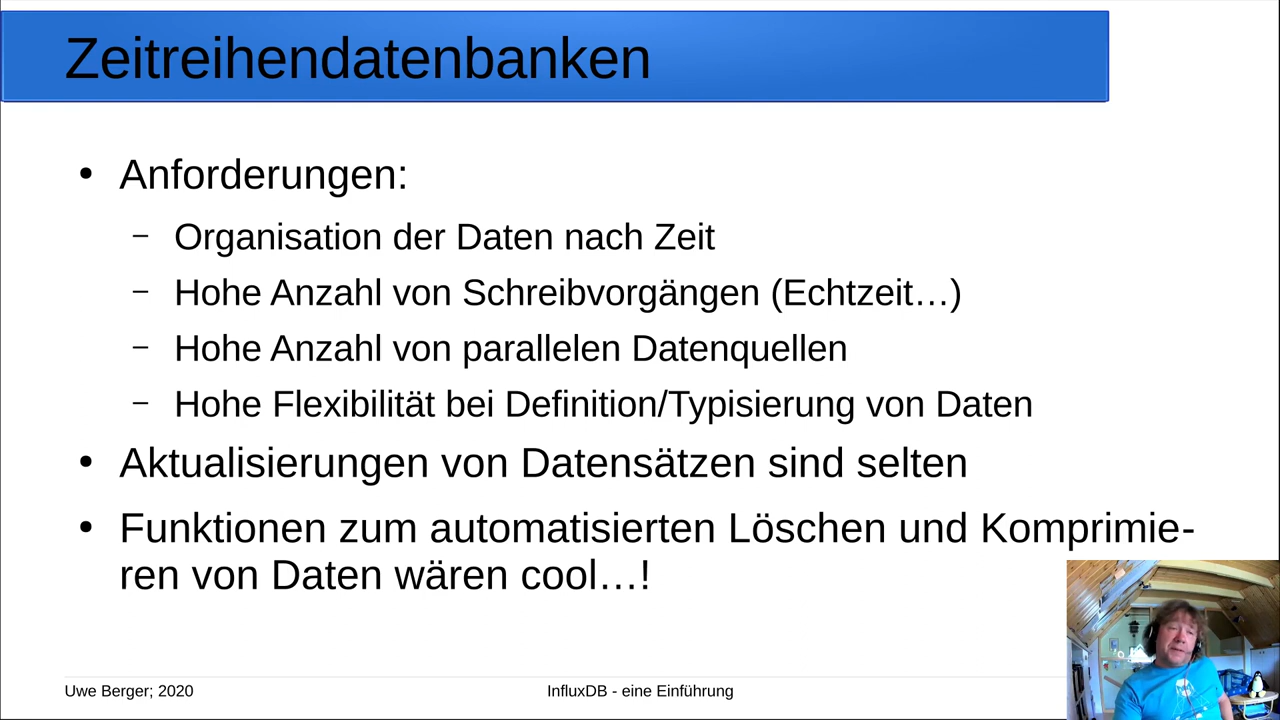 Zeitreihendatenbanken
• Anforderungen:
– Organisation der Daten nach Zeit
– Hohe Anzahl von Schreibvorgängen (Echtzeit…)
– Hohe Anzahl von parallelen Datenquellen
– Hohe Flexibilität bei Definition/Typisierung von Daten
• Aktualisierungen von Datensätzen sind selten
• Funktionen zum automatisierten Löschen und Komprimie-
ren von Daten wären cool…!
Uwe Berger; 2020
InfluxDB - eine Einführung